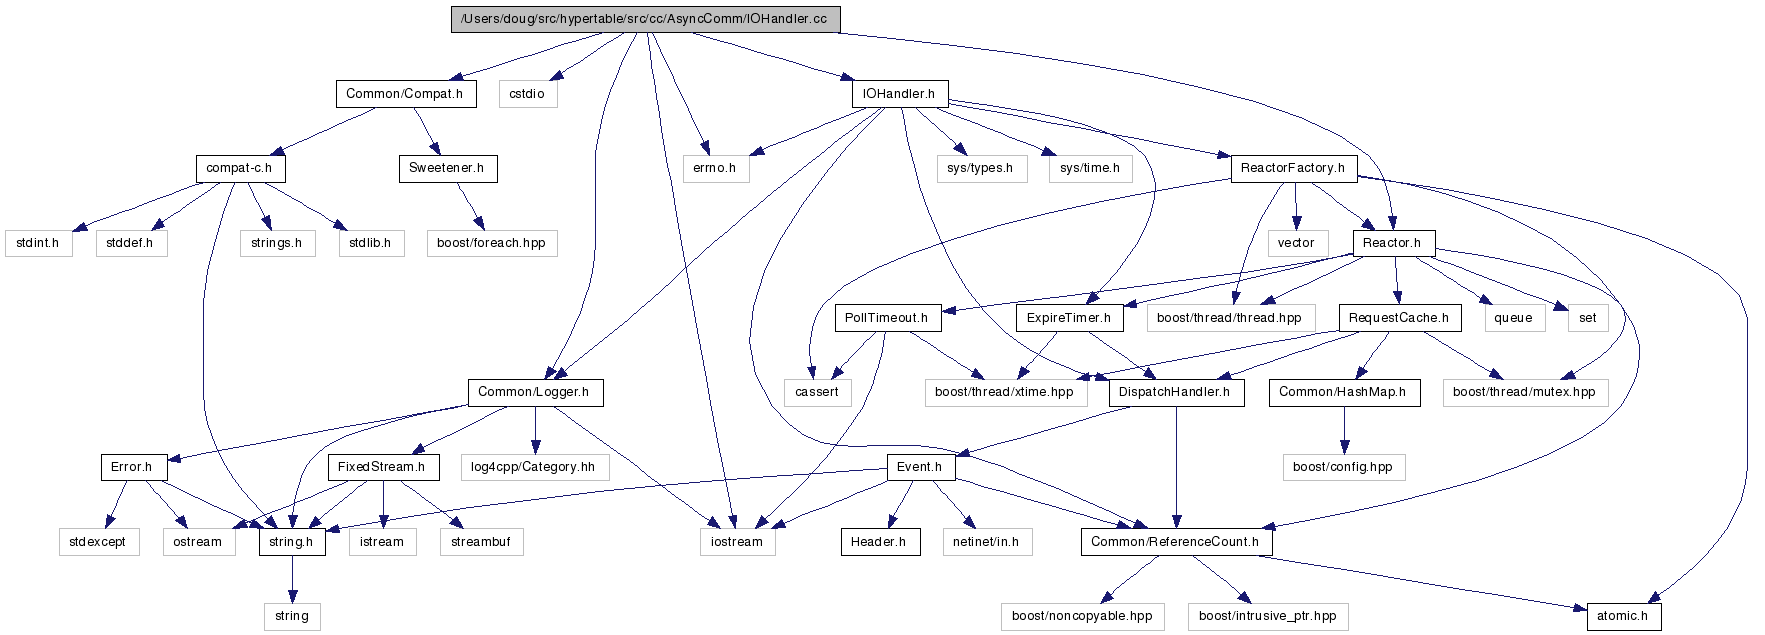 /Users/doug/src/hypertable/src/cc/AsyncComm/IOHandler.cc
Common/Compat.h
cstdio
IOHandler.h
compat-c.h
Sweetener.h
errno.h
sys/types.h
sys/time.h
ReactorFactory.h
stdint.h
stddef.h
strings.h
stdlib.h
boost/foreach.hpp
vector
Reactor.h
PollTimeout.h
ExpireTimer.h
boost/thread/thread.hpp
RequestCache.h
queue
set
Common/Logger.h
cassert
boost/thread/xtime.hpp
DispatchHandler.h
Common/HashMap.h
boost/thread/mutex.hpp
Error.h
FixedStream.h
log4cpp/Category.hh
Event.h
boost/config.hpp
stdexcept
ostream
string.h
istream
streambuf
iostream
Header.h
netinet/in.h
Common/ReferenceCount.h
string
boost/noncopyable.hpp
boost/intrusive_ptr.hpp
atomic.h